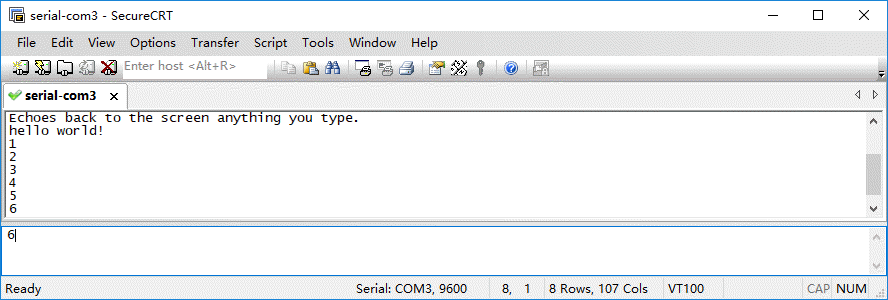 serial-com3 - SecureCRT
File Edit View Options Transfer Script Tools Window Help
Enter host <Alt+R>
serial-com3
Echoes back to the screen anything you type.
hello world!
1
2
3
4
5
6
6
Ready Serial: COM3, 9600 8, 1 8 Rows, 107 Cols VT100 CAP NUM